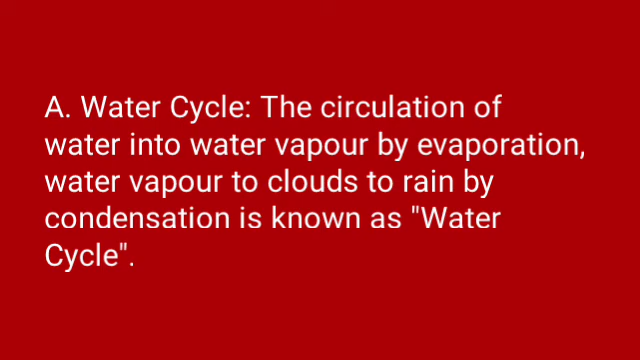 A. Water Cycle: The circulation of
water into water vapour by evaporation,
water vapour to clouds to rain by
condensation is known as "Water
Cycle".